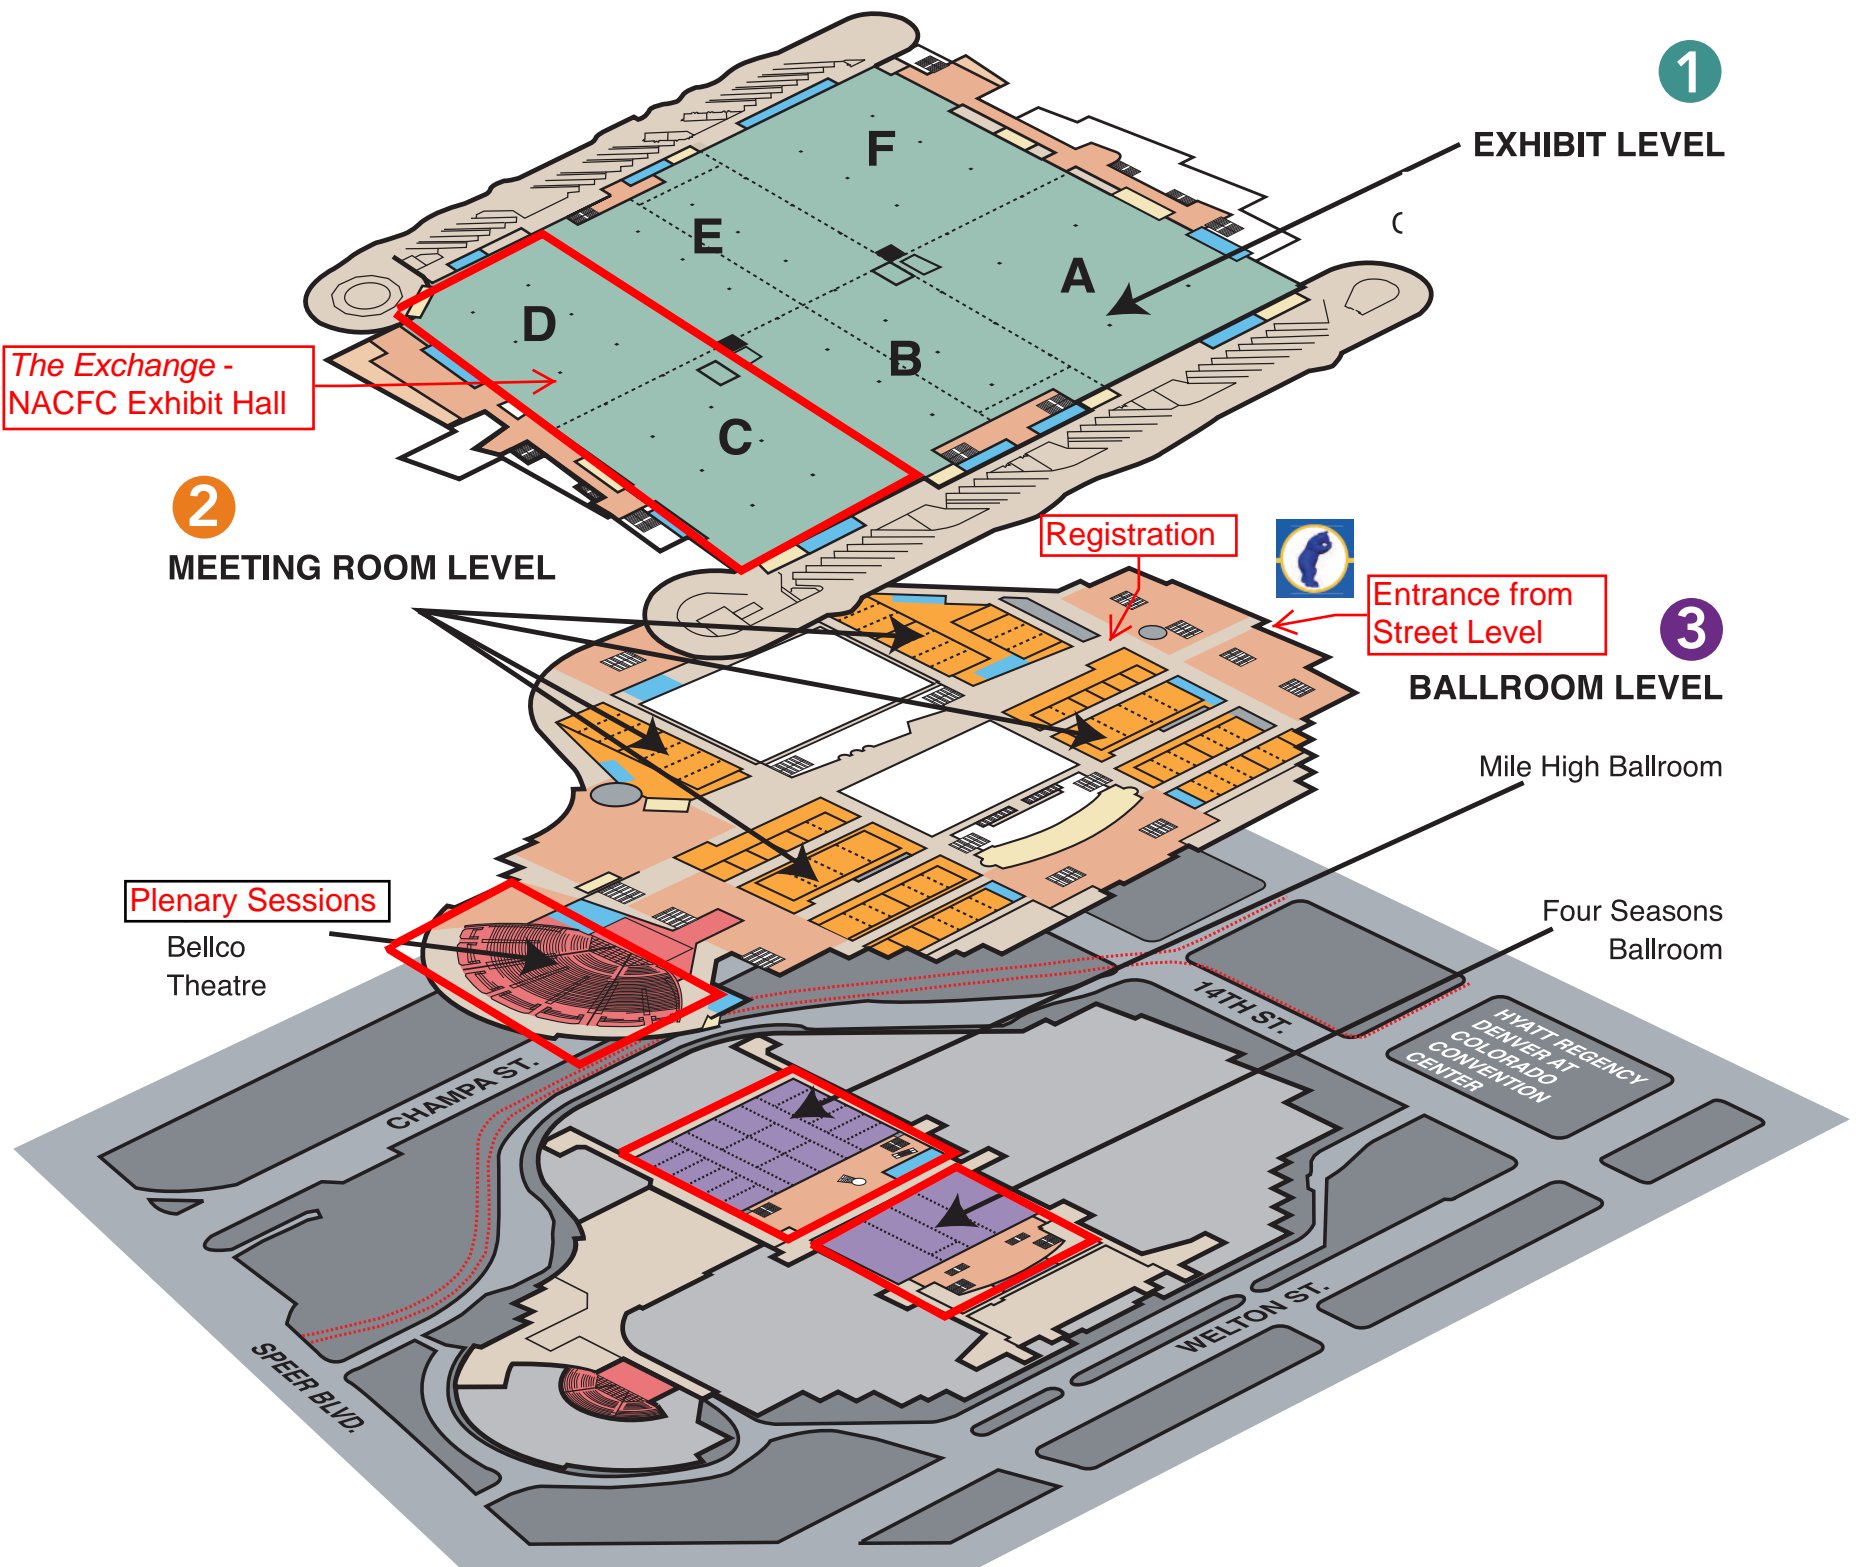 1
EXHIBIT LEVEL
F
E
A
D
B
C
The Exchange -
NACFC Exhibit Hall
2
MEETING ROOM LEVEL
Registration
Entrance from
Street Level
3
BALLROOM LEVEL
Mile High Ballroom
Four Seasons
Ballroom
Plenary Sessions
Bellco
Theatre
14TH ST.
HYATT REGENCY
DENVER AT
COLORADO
CONVENTION
CENTER
CHAMPA ST.
WELTON ST.
SPEER BLVD.